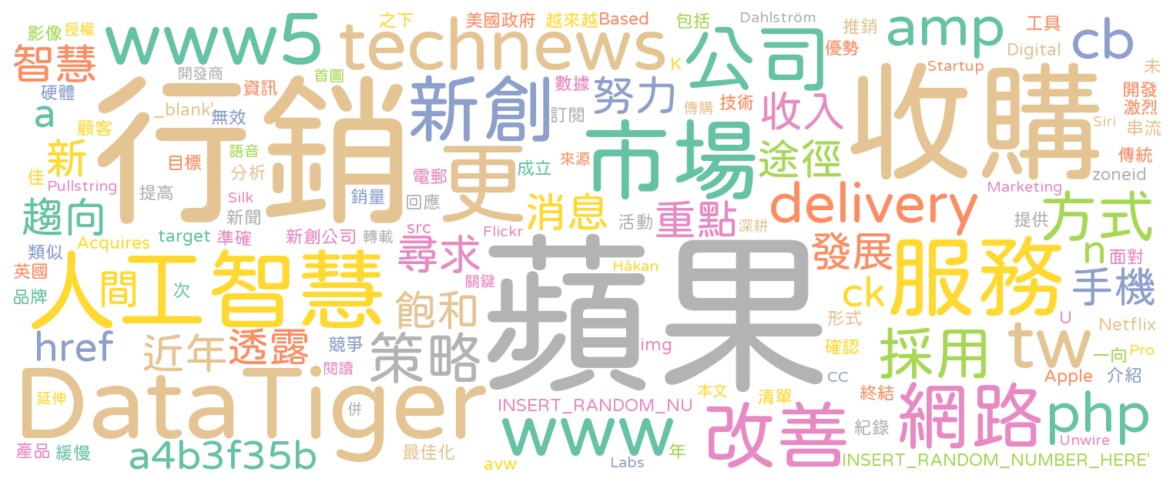 影像 授權 之下 美國政府 越來越 Based 包括 Dahlström 推銷 工具
智慧 www5 technews 公司 amp 優勢 Digital cb
硬體 開發商 首圖 K Startup 未
資訊 數據 努力 開發
a _blank' 無效 行銷 新創 訂閱 傳購 技術 收入 收購 激烈
顧客 Siri 串流
新 目標 語音 更 市場 途徑 傳統
佳 分析 成立 來源 zoneid
Pullstring 提高 Silk 銷量 電郵 Marketing
趨向 新聞 回應 消息 活動 重點 delivery 提供 方式
target 準確 新創公司 轉載 src Flickr 深耕
類似 Acquires 尋求 發展 n 面對
英國 人工智慧 間 關鍵 Håkan 服務
品牌 次 飽和 蘋果 ck 手機
形式 U Netflix
href 近年 透露 競爭 策略 img 確認 採用 tw 一向 Pro
閱讀 CC Apple 介紹
延伸 DataTiger 併 INSERT_RANDOM_NU 本文 清單 終結
www 改善 紀錄 網路 php
產品 緩慢 a4b3f35b 最佳化 avw Labs 年 INSERT_RANDOM_NUMBER_HERE' Unwire